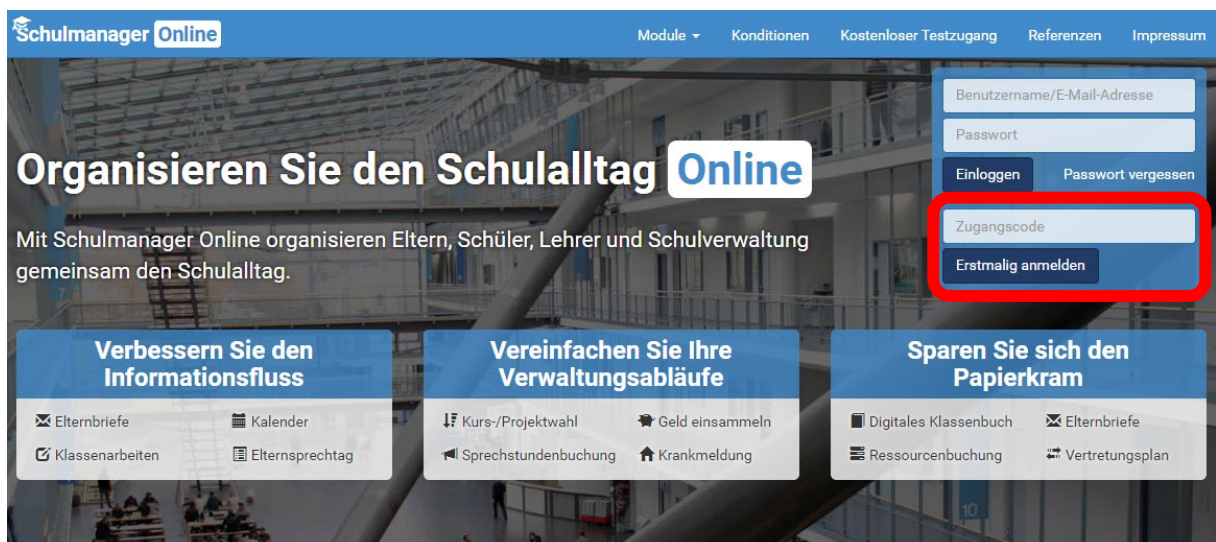 Schulmanager Online
Module Konditionen Kostenloser Testzugang Referenzen Impressum
Benutzername/E-Mail-Adresse
Passwort
Einloggen Passwort vergessen
Zugangscode
Erstmalig anmelden
Organisieren Sie den Schulalltag Online
Mit Schulmanager Online organisieren Eltern, Schüler, Lehrer und Schulverwaltung
gemeinsam den Schulalltag.
Verbessern Sie den
Informationsfluss
Elternbriefe Kalender
Klassenarbeiten Elternsprechtag
Vereinfachen Sie Ihre
Verwaltungsabläufe
Kurs-/Projektwahl Geld einsammeln
Sprechstundenbuchung Krankmeldung
Sparen Sie sich den
Papierkram
Digitales Klassenbuch Elternbriefe
Ressourcenbuchung Vertretungsplan
7
10